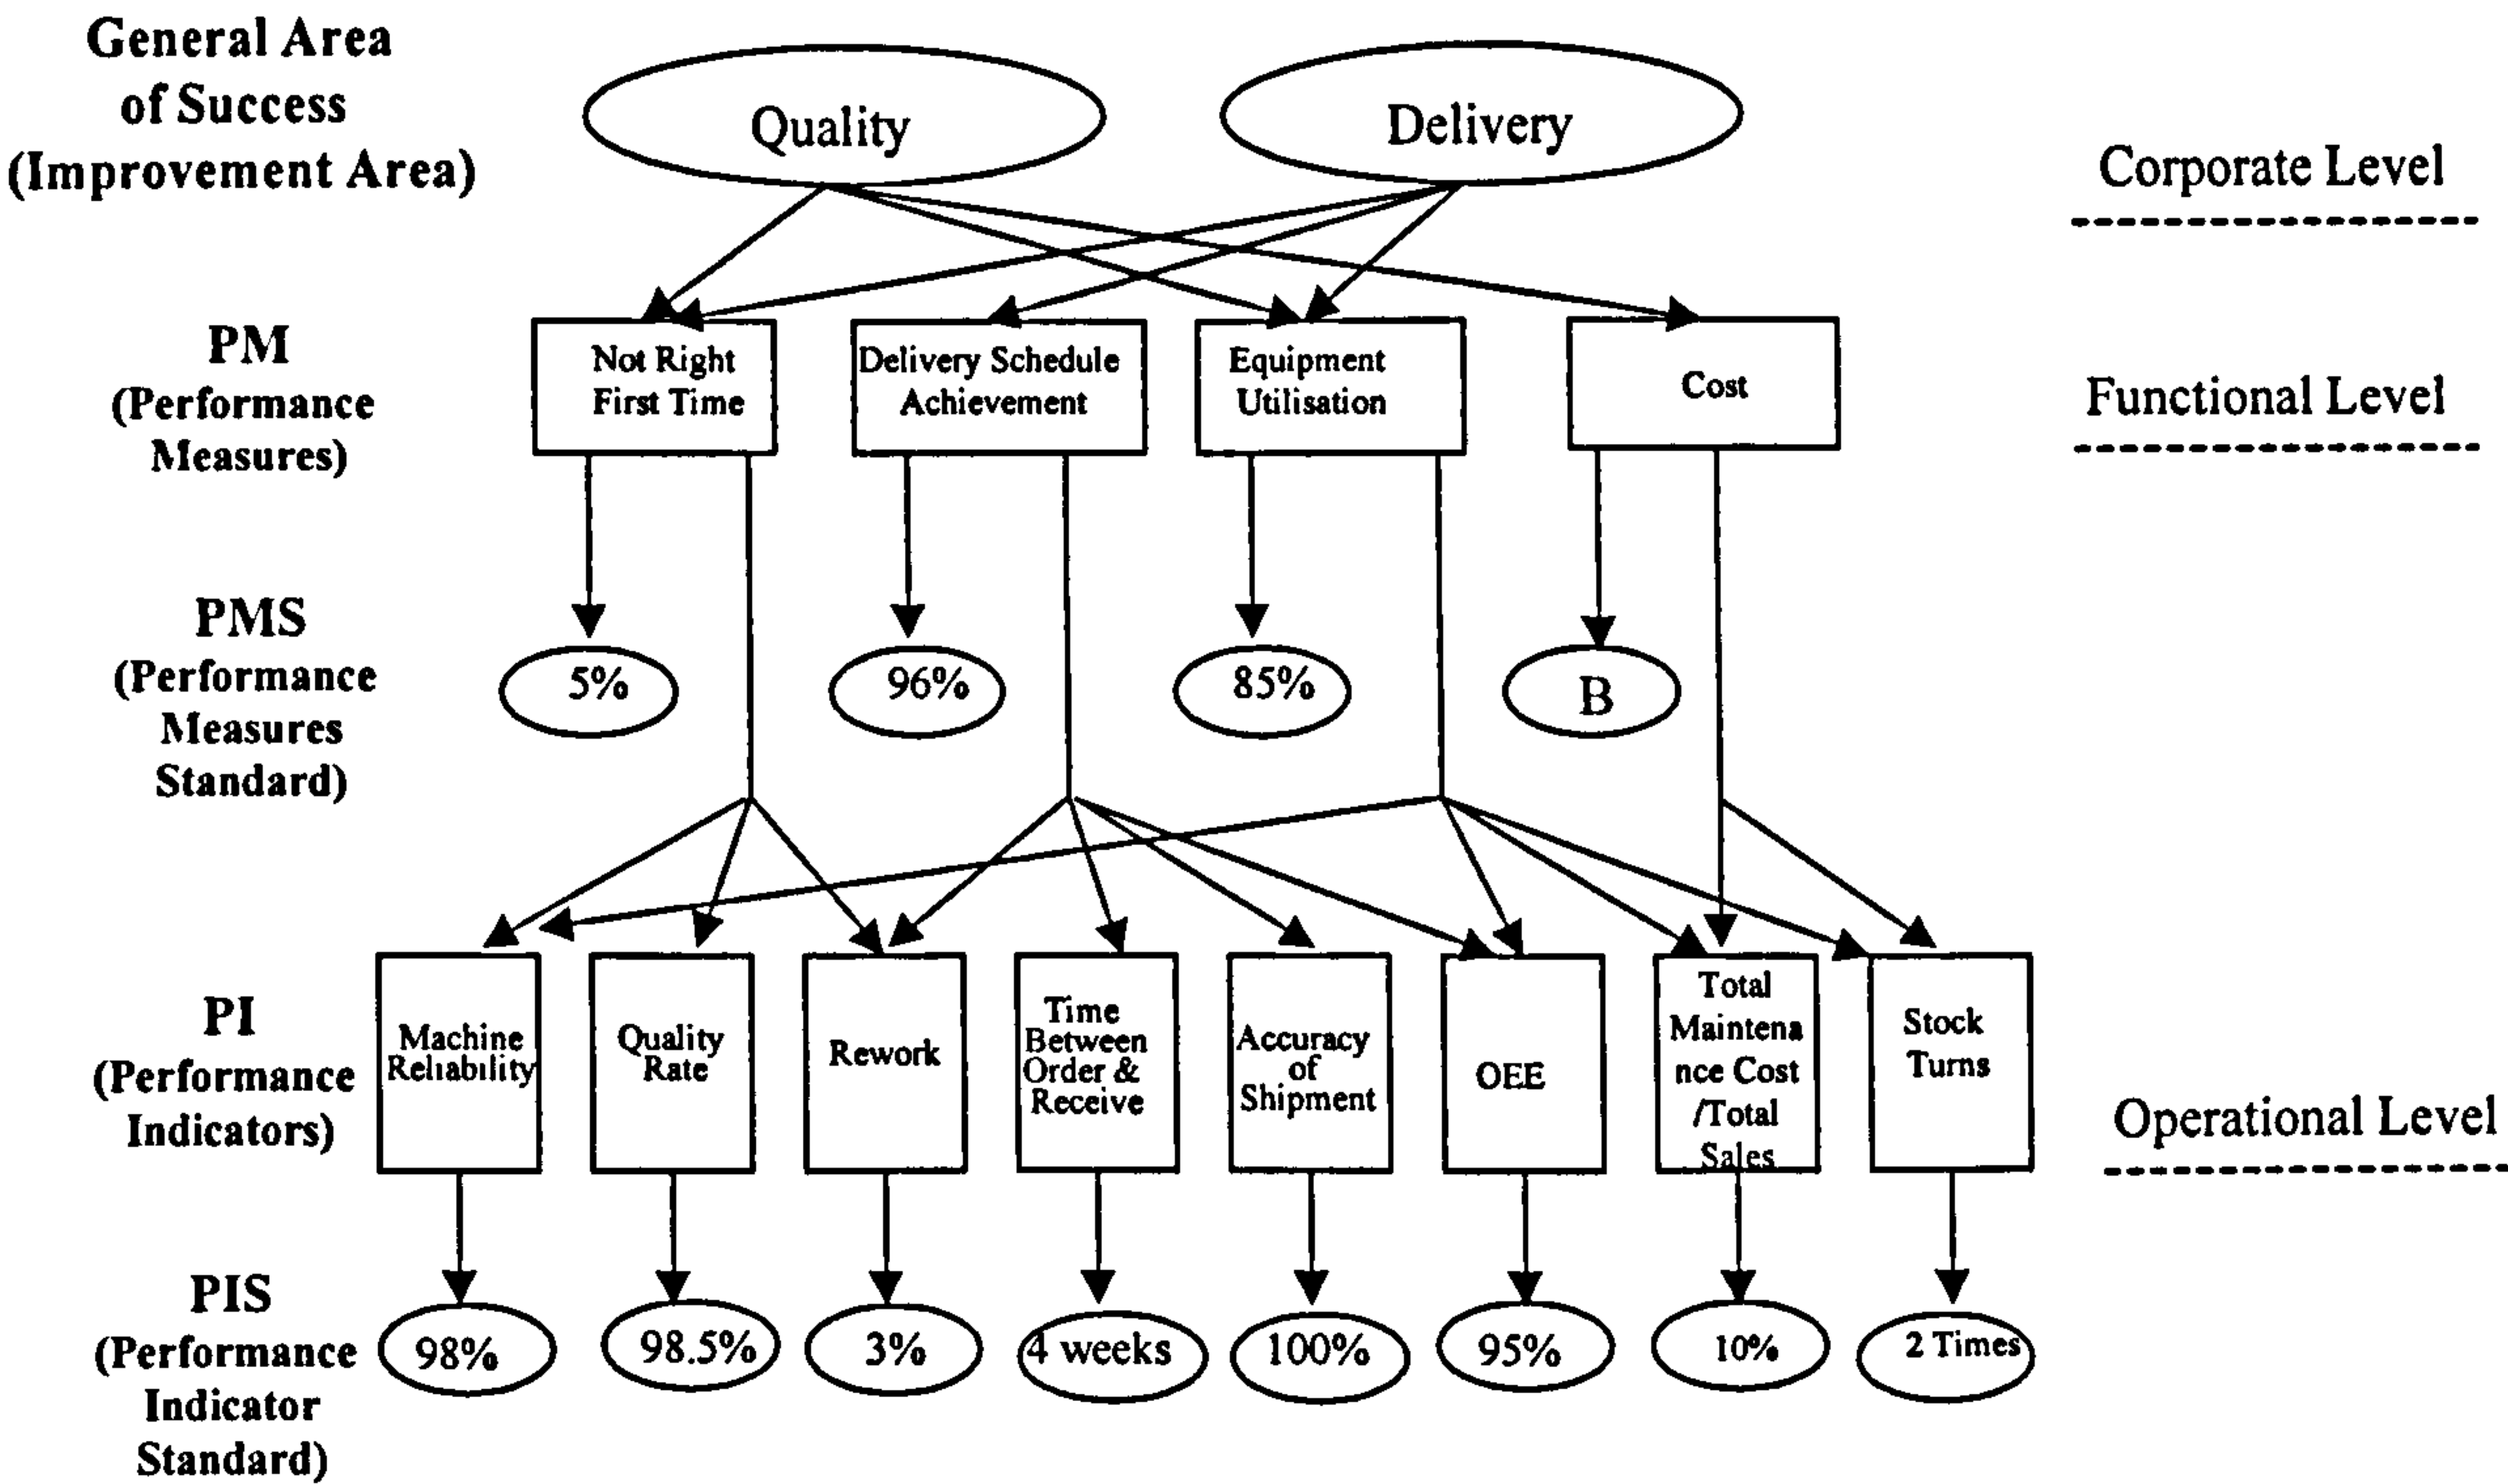 General Area
of Success
(Improvement Area)
Quality
Delivery
Corporate Level
PM
(Performance
Measures)
Not Right
First Time
Delivery Schedule
Achievement
Equipment
Utilisation
Cost
Functional Level
PMS
(Performance
Measures
Standard)
5%
96%
85%
B
PI
(Performance
Indicators)
Machine
Reliability
Quality
Rate
Rework
Time
Between
Order &
Receive
Accuracy
of
Shipment
OEE
Total
Maintena
nce Cost
/Total
Sales
Stock
Turns
Operational Level
PIS
(Performance
Indicator
Standard)
98%
98.5%
3%
4 weeks
100%
95%
10%
2 Times